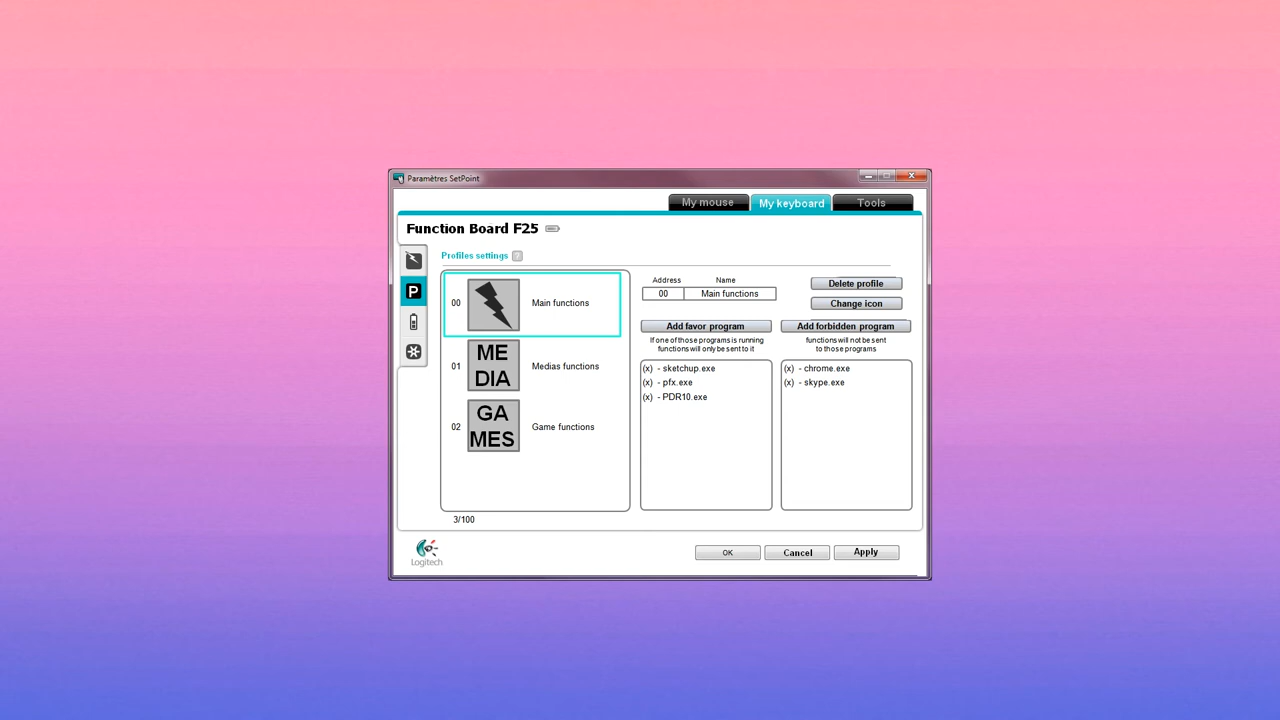 Paramètres SetPoint
My mouse
My keyboard
Tools
Function Board F25
Profiles settings ?
00
Main functions
01
ME
DIA
Medias functions
02
GA
MES
Game functions
3/100
Address
Name
00
Main functions
Delete profile
Change icon
Add favor program
If one of those programs is running
functions will only be sent to it
(x) - sketchup.exe
(x) - pfx.exe
(x) - PDR10.exe
Add forbidden program
functions will not be sent
to those programs
(x) - chrome.exe
(x) - skype.exe
P
Logitech
OK
Cancel
Apply